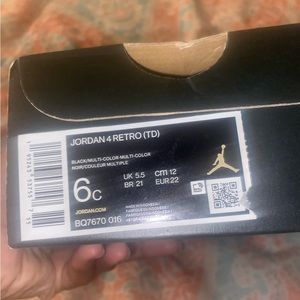 JORDAN 4 RETRO (TD)
BLACK/MULTI-COLOR-MULTI-COLOR
NOIR/COULEUR MULTIPLE
6C
UK 5.5
cm 12
BR 21
EUR 22
JORDAN.COM
BQ7670 016